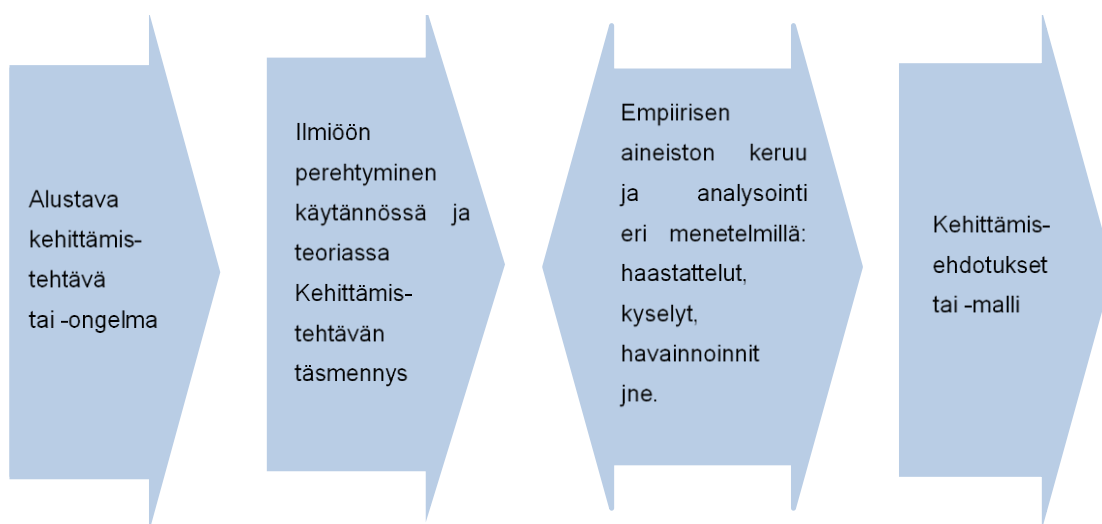 Alustava
kehittämis-
tehtävä
tai -ongelma
Ilmiöön
perehtyminen
käytännössä ja
teoriassa
Kehittämis-
tehtävän
täsmennys
Empiirisen
aineiston keruu
ja analysointi
eri menetelmillä:
haastattelut,
kyselyt,
havainnoinnit
jne.
Kehittämis-
ehdotukset
tai -malli